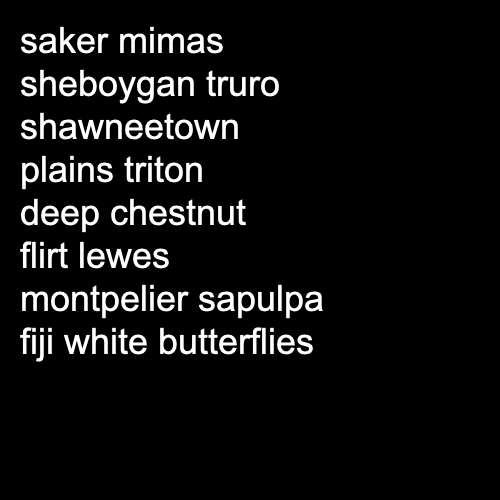 saker mimas
sheboygan truro
shawneetown
plains triton
deep chestnut
flirt lewes
montpelier sapulpa
fiji white butterflies